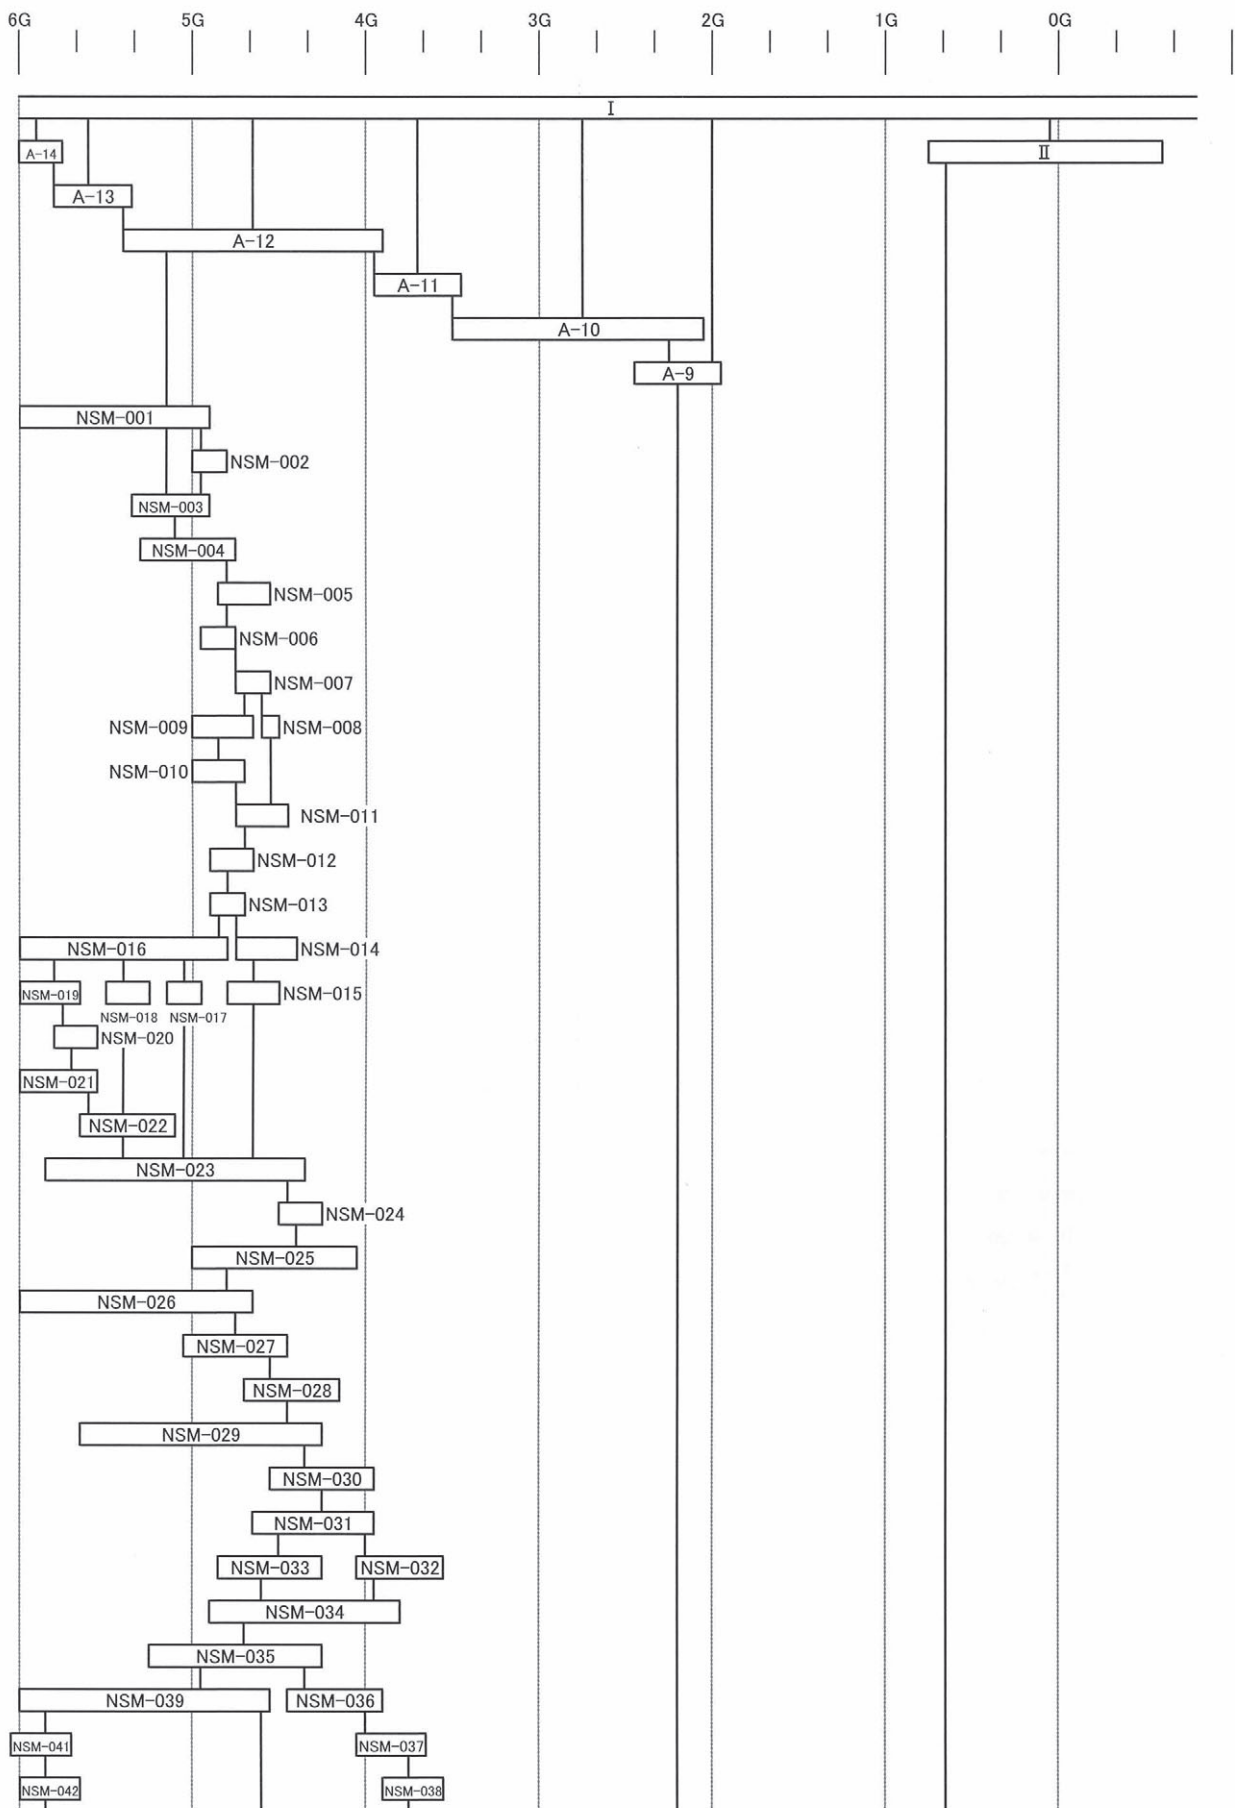 6G 5G 4G 3G 2G 1G 0G
I
A-14 II
A-13
A-12
A-11
A-10
A-9
NSM-001
NSM-002
NSM-003
NSM-004
NSM-005
NSM-006
NSM-007
NSM-009 NSM-008
NSM-010
NSM-011
NSM-012
NSM-013
NSM-016 NSM-014
NSM-019 NSM-015
NSM-018 NSM-017
NSM-020
NSM-021
NSM-022
NSM-023
NSM-024
NSM-025
NSM-026
NSM-027
NSM-028
NSM-029
NSM-030
NSM-031
NSM-033 NSM-032
NSM-034
NSM-035
NSM-039 NSM-036
NSM-041 NSM-037
NSM-042 NSM-038